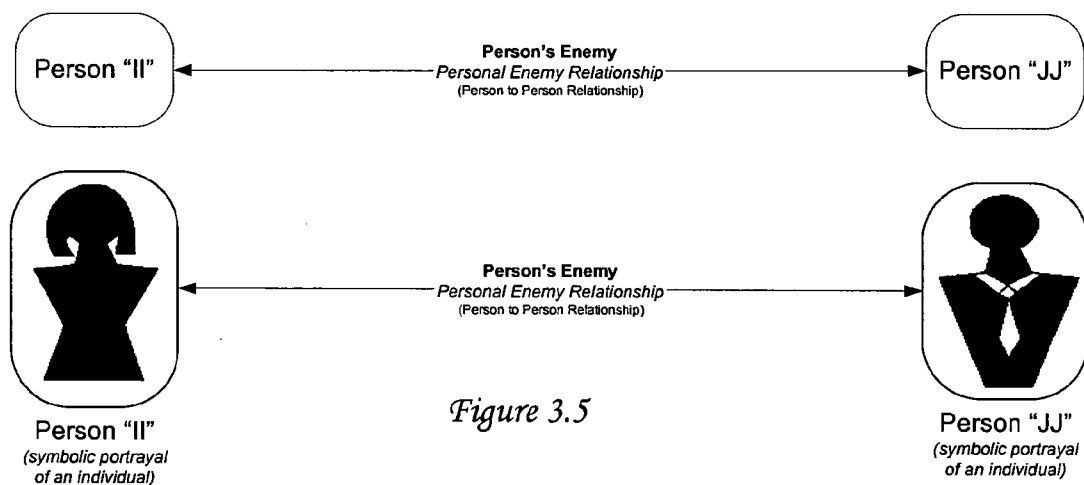 Person "II"
Person's Enemy
Personal Enemy Relationship
(Person to Person Relationship)
Person "JJ"
Person's Enemy
Personal Enemy Relationship
(Person to Person Relationship)
Figure 3.5
Person "II"
(symbolic portrayal
of an individual)
Person "JJ"
(symbolic portrayal
of an individual)